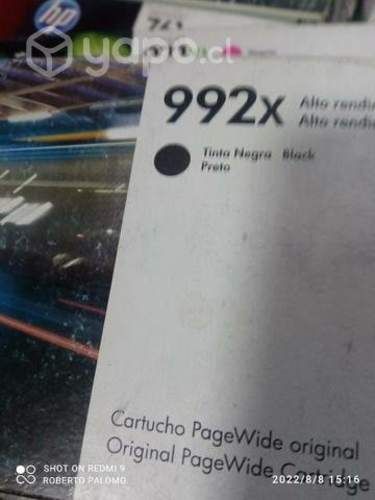 hp
yapo.cl
992x
Alto rendi
Alto rendi
Tinta Negra Black
Preto
Cartucho PageWide original
Original PageWide Cartridge
SHOT ON REDMI 9
ROBERTO PALOMO
2022/8/8 15:16